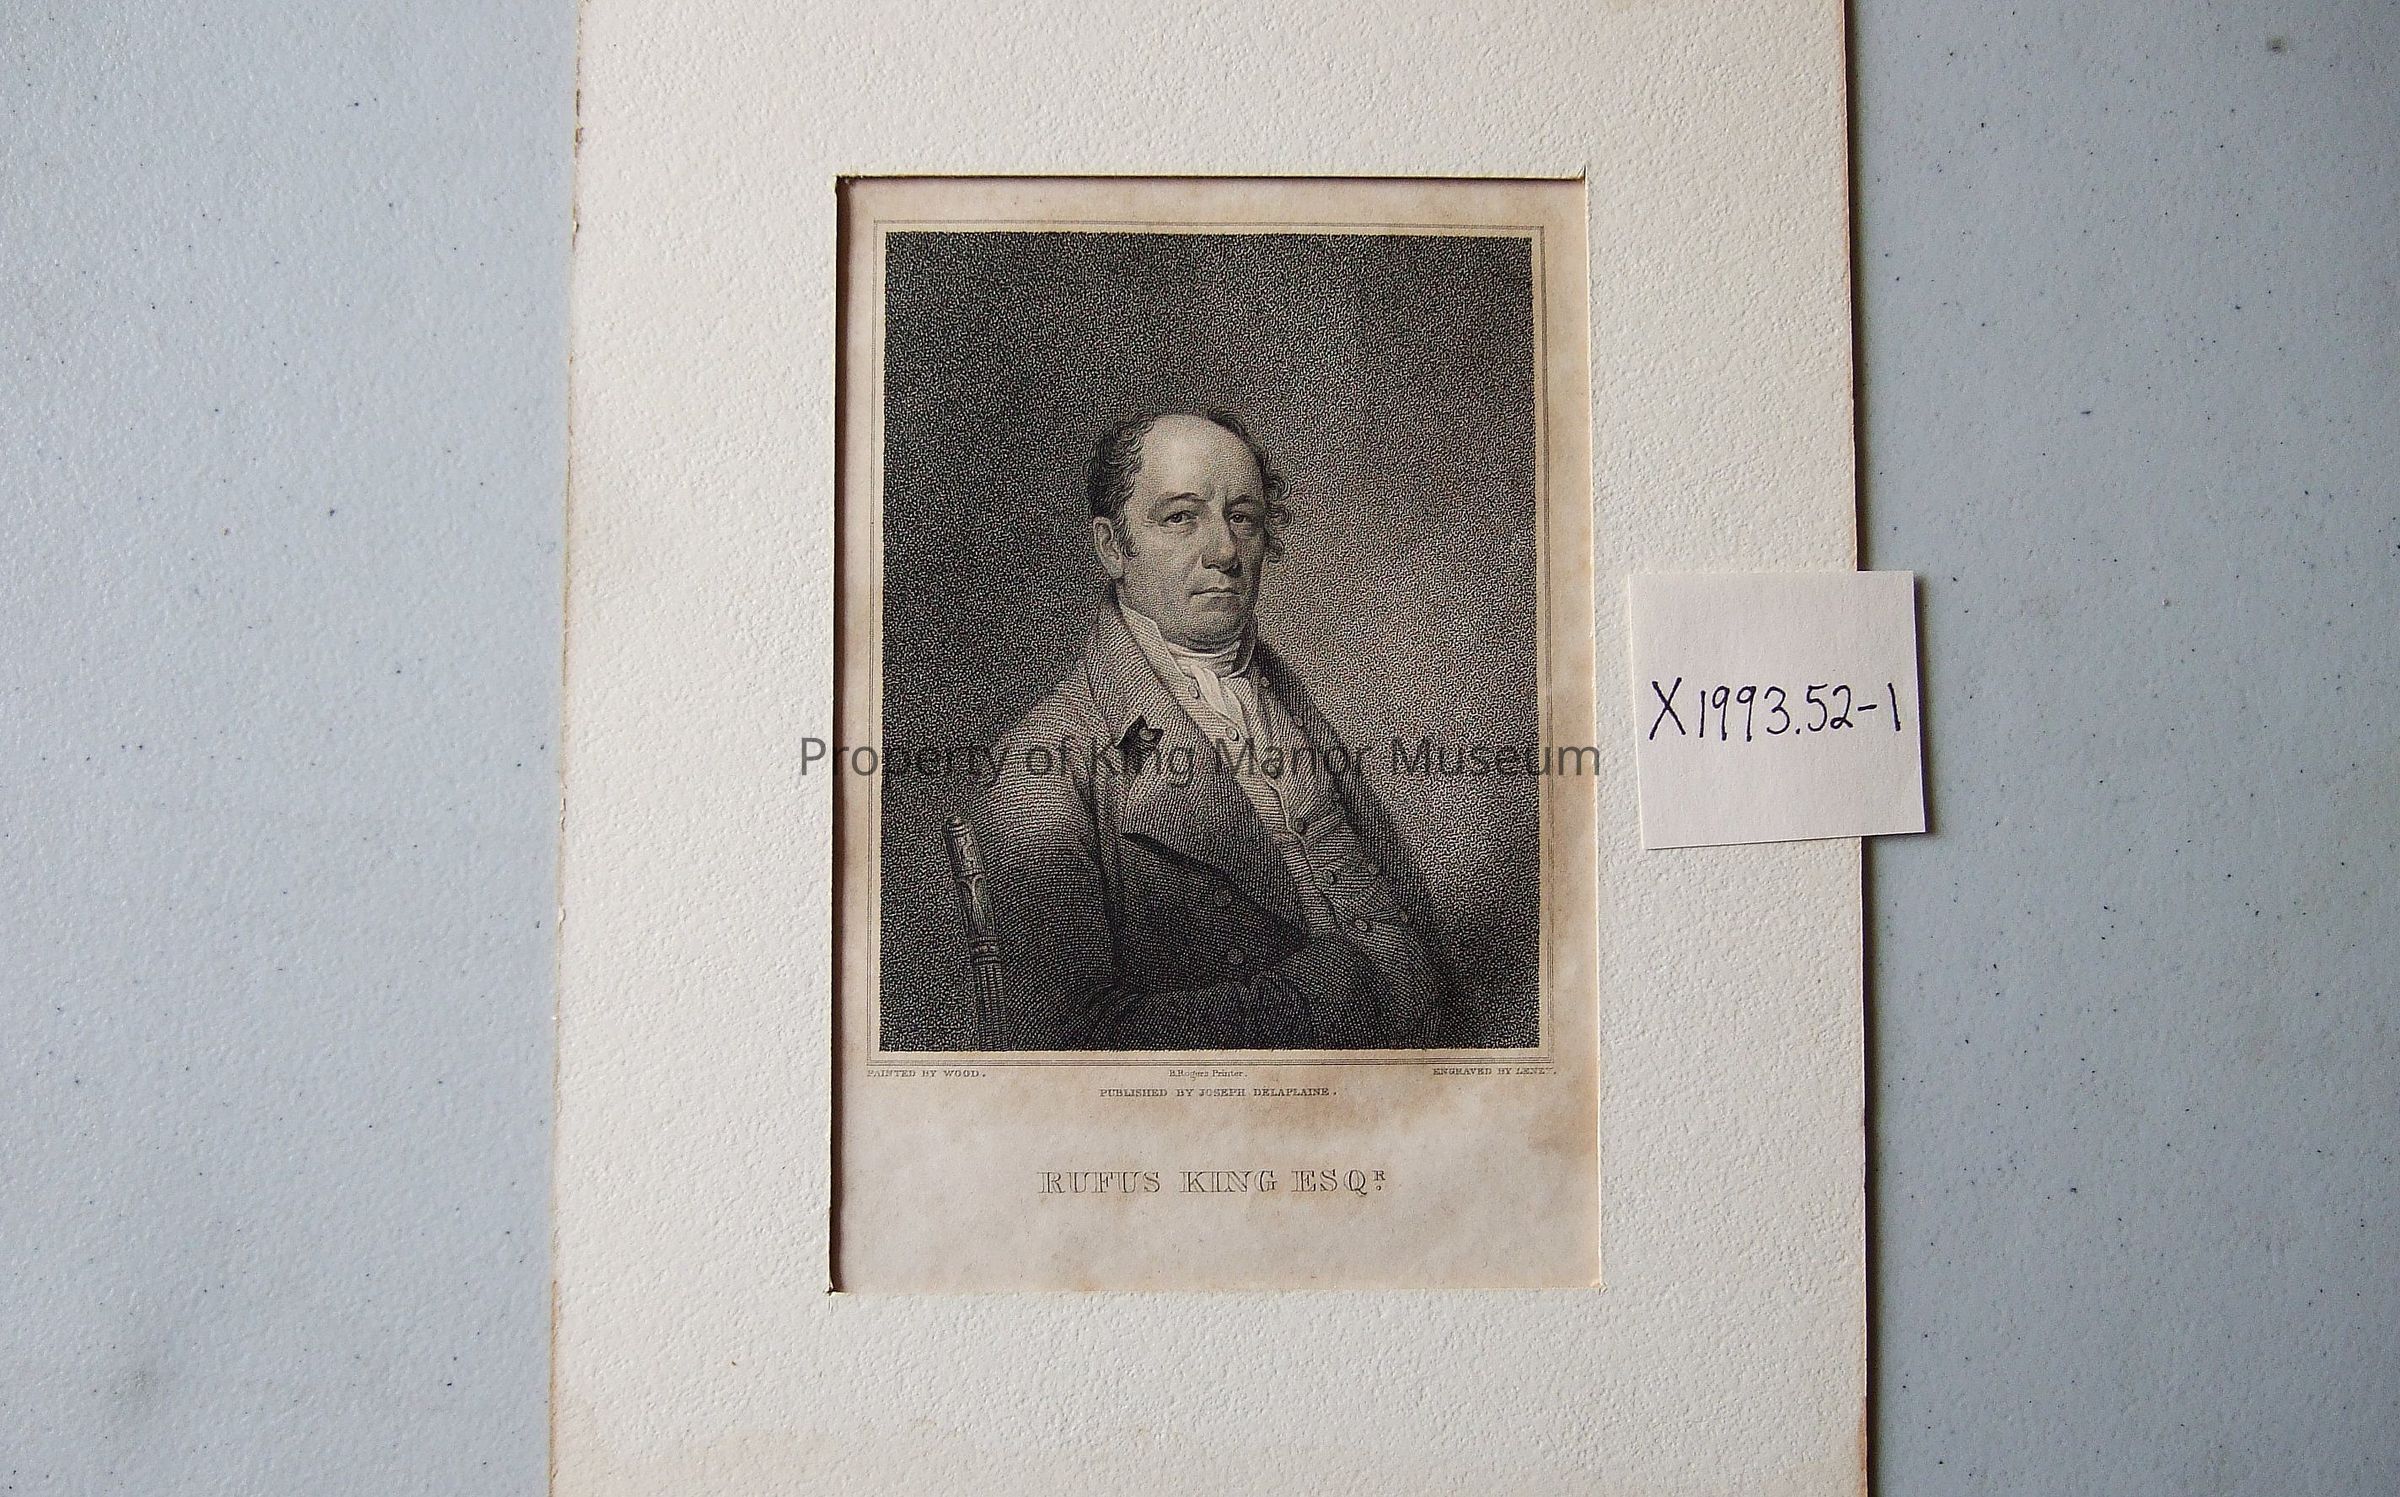 X1993.52-1
Property of King Manor Museum
PAINTED BY WOOD. B.Rogers Printer. ENGRAVED BY LENEY.
PUBLISHED BY JOSEPH DELAPLAINE.
RUFUS KING ESQR.